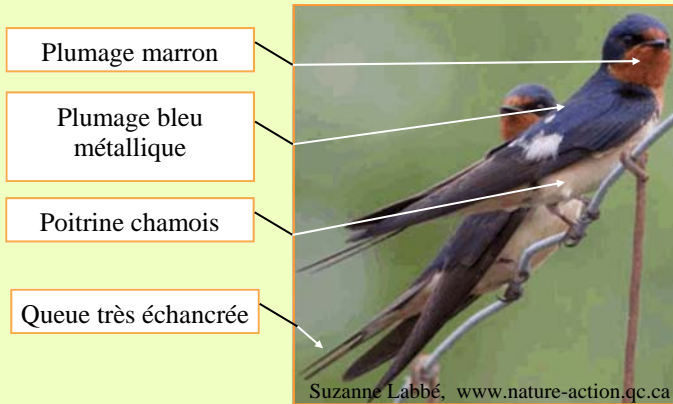 Plumage marron
Plumage bleu
métallique
Poitrine chamois
Queue très échancrée
Suzanne Labbé, www.nature-action.qc.ca